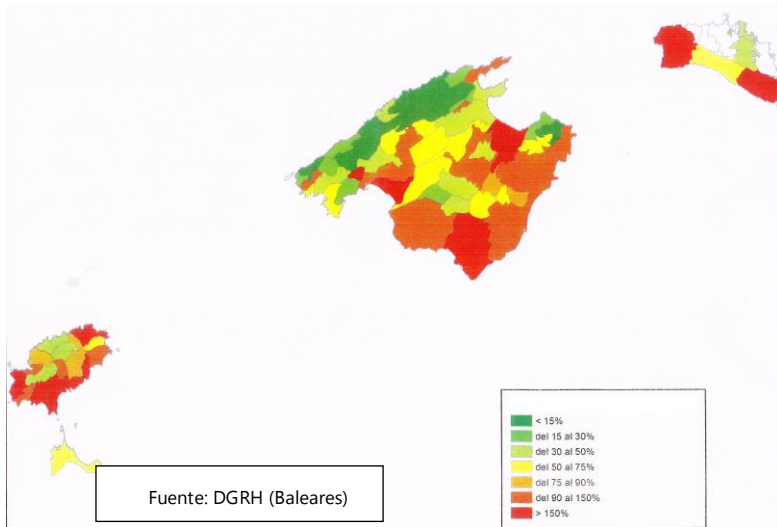 < 15%
del 15 al 30%
del 30 al 50%
del 50 al 75%
del 75 al 90%
del 90 al 150%
> 150%
Fuente: DGRH (Baleares)